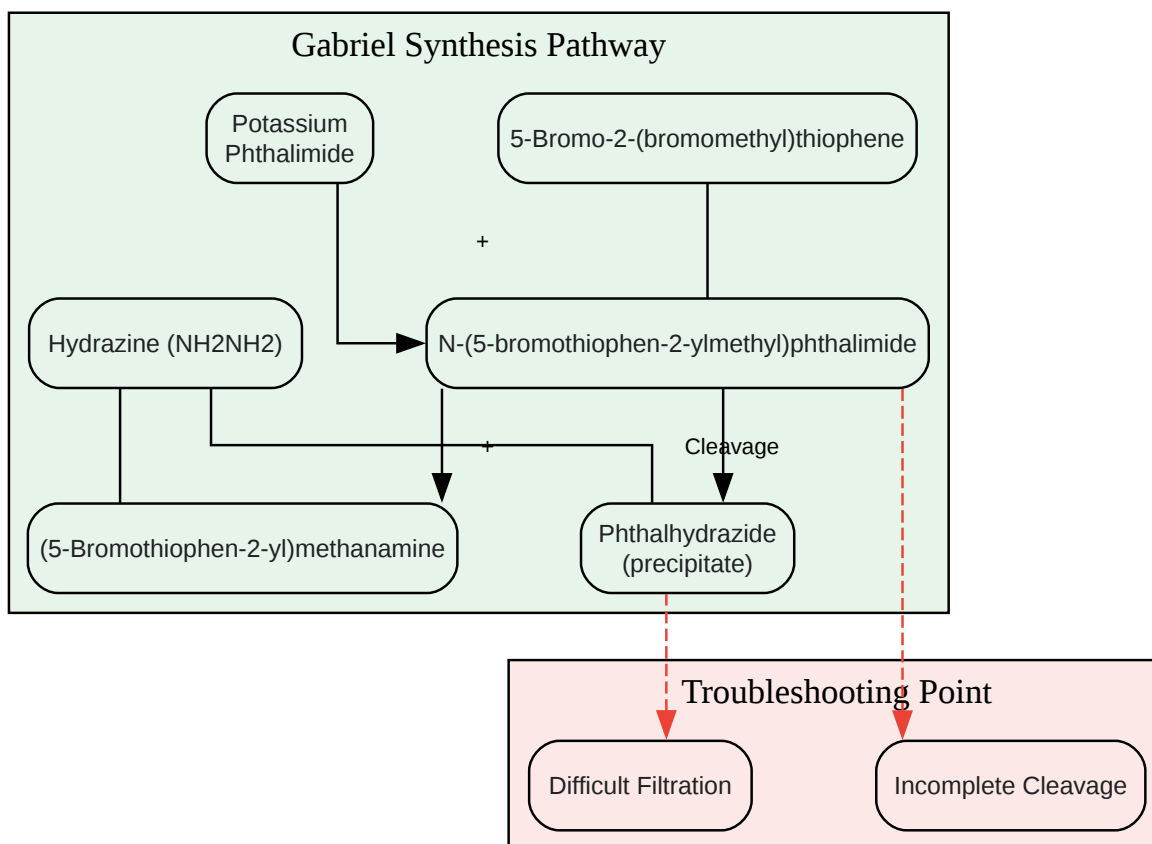 Gabriel Synthesis Pathway
Potassium
Phthalimide
5-Bromo-2-(bromomethyl)thiophene
+
Hydrazine (NH2NH2)
N-(5-bromothiophen-2-ylmethyl)phthalimide
+
Cleavage
(5-Bromothiophen-2-yl)methanamine
Phthalhydrazide
(precipitate)
Troubleshooting Point
Difficult Filtration
Incomplete Cleavage